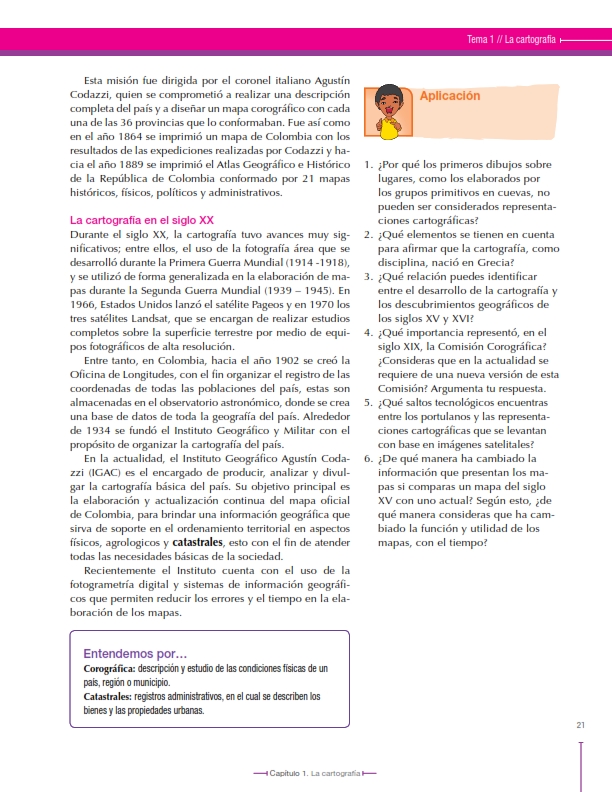 Tema 1 // La cartografía
Esta misión fue dirigida por el coronel italiano Agustín
Codazzi, quien se comprometió a realizar una descripción
completa del país y a diseñar un mapa corográfico con cada
una de las 36 provincias que lo conformaban. Fue así como
en el año 1864 se imprimió un mapa de Colombia con los
resultados de las expediciones realizadas por Codazzi y ha-
cia el año 1889 se imprimió el Atlas Geográfico e Histórico
de la República de Colombia conformado por 21 mapas
históricos, físicos, políticos y administrativos.
La cartografía en el siglo XX
Durante el siglo XX, la cartografía tuvo avances muy sig-
nificativos; entre ellos, el uso de la fotografía área que se
desarrolló durante la Primera Guerra Mundial (1914 -1918),
y se utilizó de forma generalizada en la elaboración de ma-
pas durante la Segunda Guerra Mundial (1939 – 1945). En
1966, Estados Unidos lanzó el satélite Pageos y en 1970 los
tres satélites Landsat, que se encargan de realizar estudios
completos sobre la superficie terrestre por medio de equi-
pos fotográficos de alta resolución.
Entre tanto, en Colombia, hacia el año 1902 se creó la
Oficina de Longitudes, con el fin organizar el registro de las
coordenadas de todas las poblaciones del país, estas son
almacenadas en el observatorio astronómico, donde se crea
una base de datos de toda la geografía del país. Alrededor
de 1934 se fundó el Instituto Geográfico y Militar con el
propósito de organizar la cartografía del país.
En la actualidad, el Instituto Geográfico Agustín Coda-
zzi (IGAC) es el encargado de producir, analizar y divul-
gar la cartografía básica del país. Su objetivo principal es
la elaboración y actualización continua del mapa oficial
de Colombia, para brindar una información geográfica que
sirva de soporte en el ordenamiento territorial en aspectos
físicos, agrologicos y catastrales, esto con el fin de atender
todas las necesidades básicas de la sociedad.
Recientemente el Instituto cuenta con el uso de la
fotogrametría digital y sistemas de información geográfi-
cos que permiten reducir los errores y el tiempo en la ela-
boración de los mapas.
Entendemos por…
Corográfica: descripción y estudio de las condiciones físicas de un
país, región o municipio.
Catastrales: registros administrativos, en el cual se describen los
bienes y las propiedades urbanas.
Aplicación
1. ¿Por qué los primeros dibujos sobre
lugares, como los elaborados por
los grupos primitivos en cuevas, no
pueden ser considerados representa-
ciones cartográficas?
2. ¿Qué elementos se tienen en cuenta
para afirmar que la cartografía, como
disciplina, nació en Grecia?
3. ¿Qué relación puedes identificar
entre el desarrollo de la cartografía y
los descubrimientos geográficos de
los siglos XV y XVI?
4. ¿Qué importancia representó, en el
siglo XIX, la Comisión Corográfica?
¿Consideras que en la actualidad se
requiere de una nueva versión de esta
Comisión? Argumenta tu respuesta.
5. ¿Qué saltos tecnológicos encuentras
entre los portulanos y las representa-
ciones cartográficas que se levantan
con base en imágenes satelitales?
6. ¿De qué manera ha cambiado la
información que presentan los ma-
pas si comparas un mapa del siglo
XV con uno actual? Según esto, ¿de
qué manera consideras que ha cam-
biado la función y utilidad de los
mapas, con el tiempo?
21
Capítulo 1. La cartografía